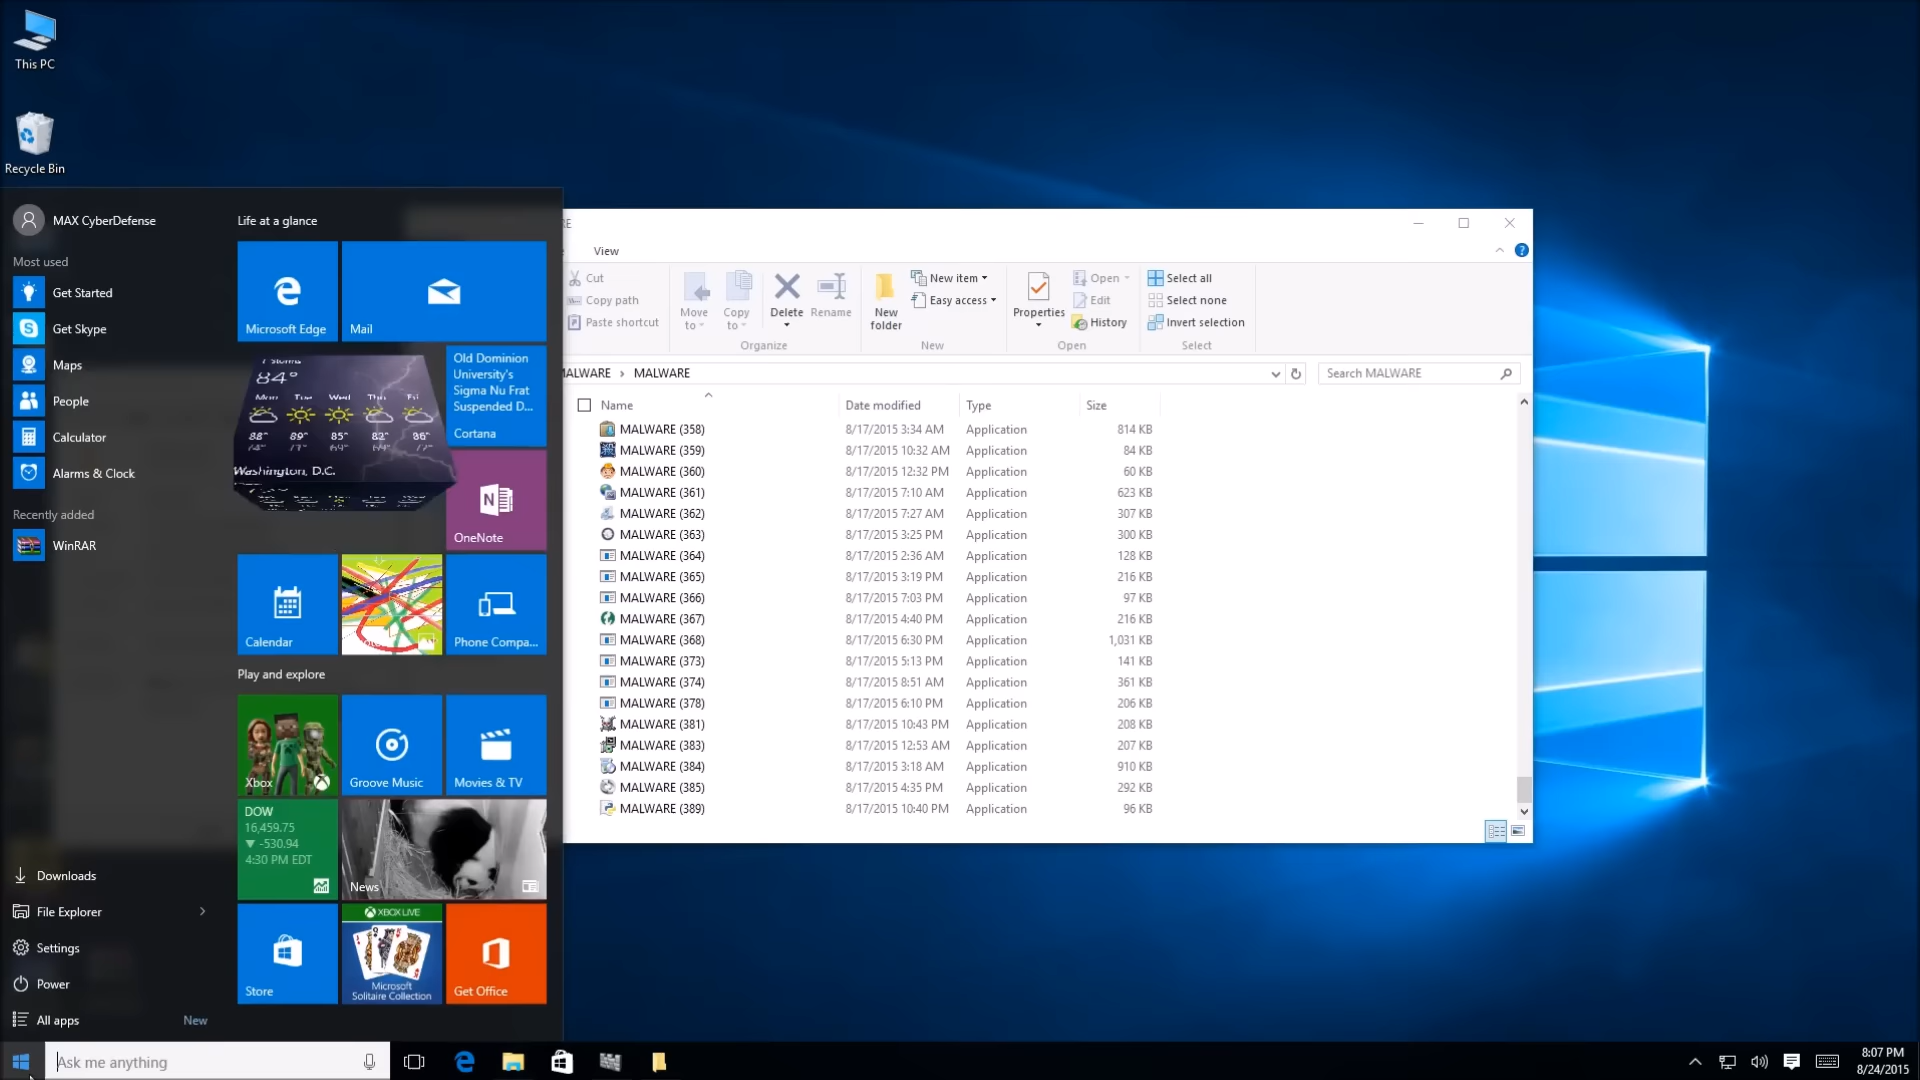 This PC
Recycle Bin
MAX CyberDefense
Most used
Get Started
Get Skype
Maps
People
Calculator
Alarms & Clock
Recently added
WinRAR
Downloads
File Explorer
Settings
Power
All apps
New
Life at a glance
Microsoft Edge
Mail
84°
Mon Tue Wed Thu Fri
88° 89° 85° 82° 86°
Washington, D.C.
Old Dominion
University's
Sigma Nu Frat
Suspended D...
Cortana
OneNote
Calendar
Phone Compa...
Play and explore
Xbox
Groove Music
Movies & TV
DOW
16,459.75
▼ -530.94
4:30 PM EDT
News
Store
XBOX LIVE
Microsoft
Solitaire Collection
Get Office
View
Cut
Copy path
Paste shortcut
Move to
Copy to
Delete
Rename
Organize
New folder
New item
Easy access
New
Properties
Open
Edit
History
Open
Select all
Select none
Invert selection
Select
MALWARE › MALWARE
Search MALWARE
Name Date modified Type Size
MALWARE (358) 8/17/2015 3:34 AM Application 814 KB
MALWARE (359) 8/17/2015 10:32 AM Application 84 KB
MALWARE (360) 8/17/2015 12:32 PM Application 60 KB
MALWARE (361) 8/17/2015 7:10 AM Application 623 KB
MALWARE (362) 8/17/2015 7:27 AM Application 307 KB
MALWARE (363) 8/17/2015 3:25 PM Application 300 KB
MALWARE (364) 8/17/2015 2:36 AM Application 128 KB
MALWARE (365) 8/17/2015 3:19 PM Application 216 KB
MALWARE (366) 8/17/2015 7:03 PM Application 97 KB
MALWARE (367) 8/17/2015 4:40 PM Application 216 KB
MALWARE (368) 8/17/2015 6:30 PM Application 1,031 KB
MALWARE (373) 8/17/2015 5:13 PM Application 141 KB
MALWARE (374) 8/17/2015 8:51 AM Application 361 KB
MALWARE (378) 8/17/2015 6:10 PM Application 206 KB
MALWARE (381) 8/17/2015 10:43 PM Application 208 KB
MALWARE (383) 8/17/2015 12:53 AM Application 207 KB
MALWARE (384) 8/17/2015 3:18 AM Application 910 KB
MALWARE (385) 8/17/2015 4:35 PM Application 292 KB
MALWARE (389) 8/17/2015 10:40 PM Application 96 KB
Ask me anything
8:07 PM
8/24/2015